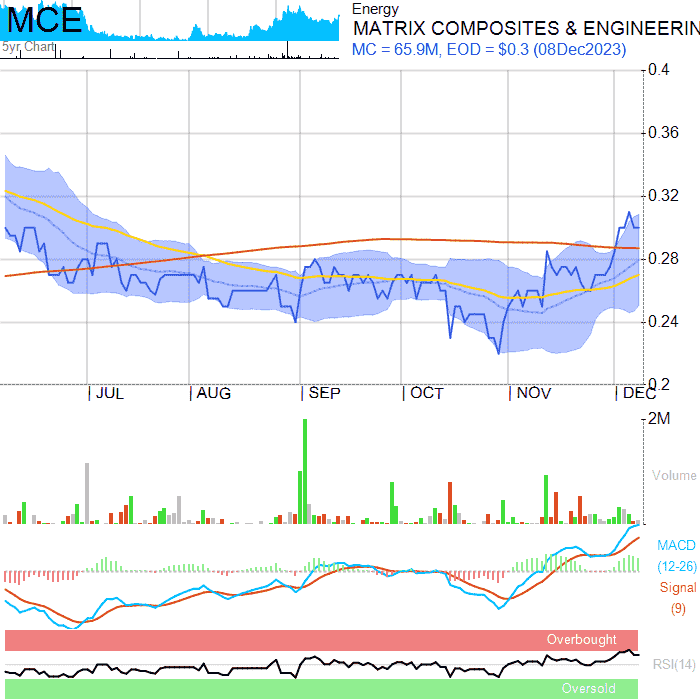 MCE
5yr. Chart
Energy
MATRIX COMPOSITES & ENGINEERIN
MC = 65.9M, EOD = $0.3 (08Dec2023)
0.4
0.36
0.32
0.28
0.24
0.2
JUL AUG SEP OCT NOV DEC
2M
Volume
MACD
(12-26)
Signal
(9)
Overbought
RSI(14)
Oversold